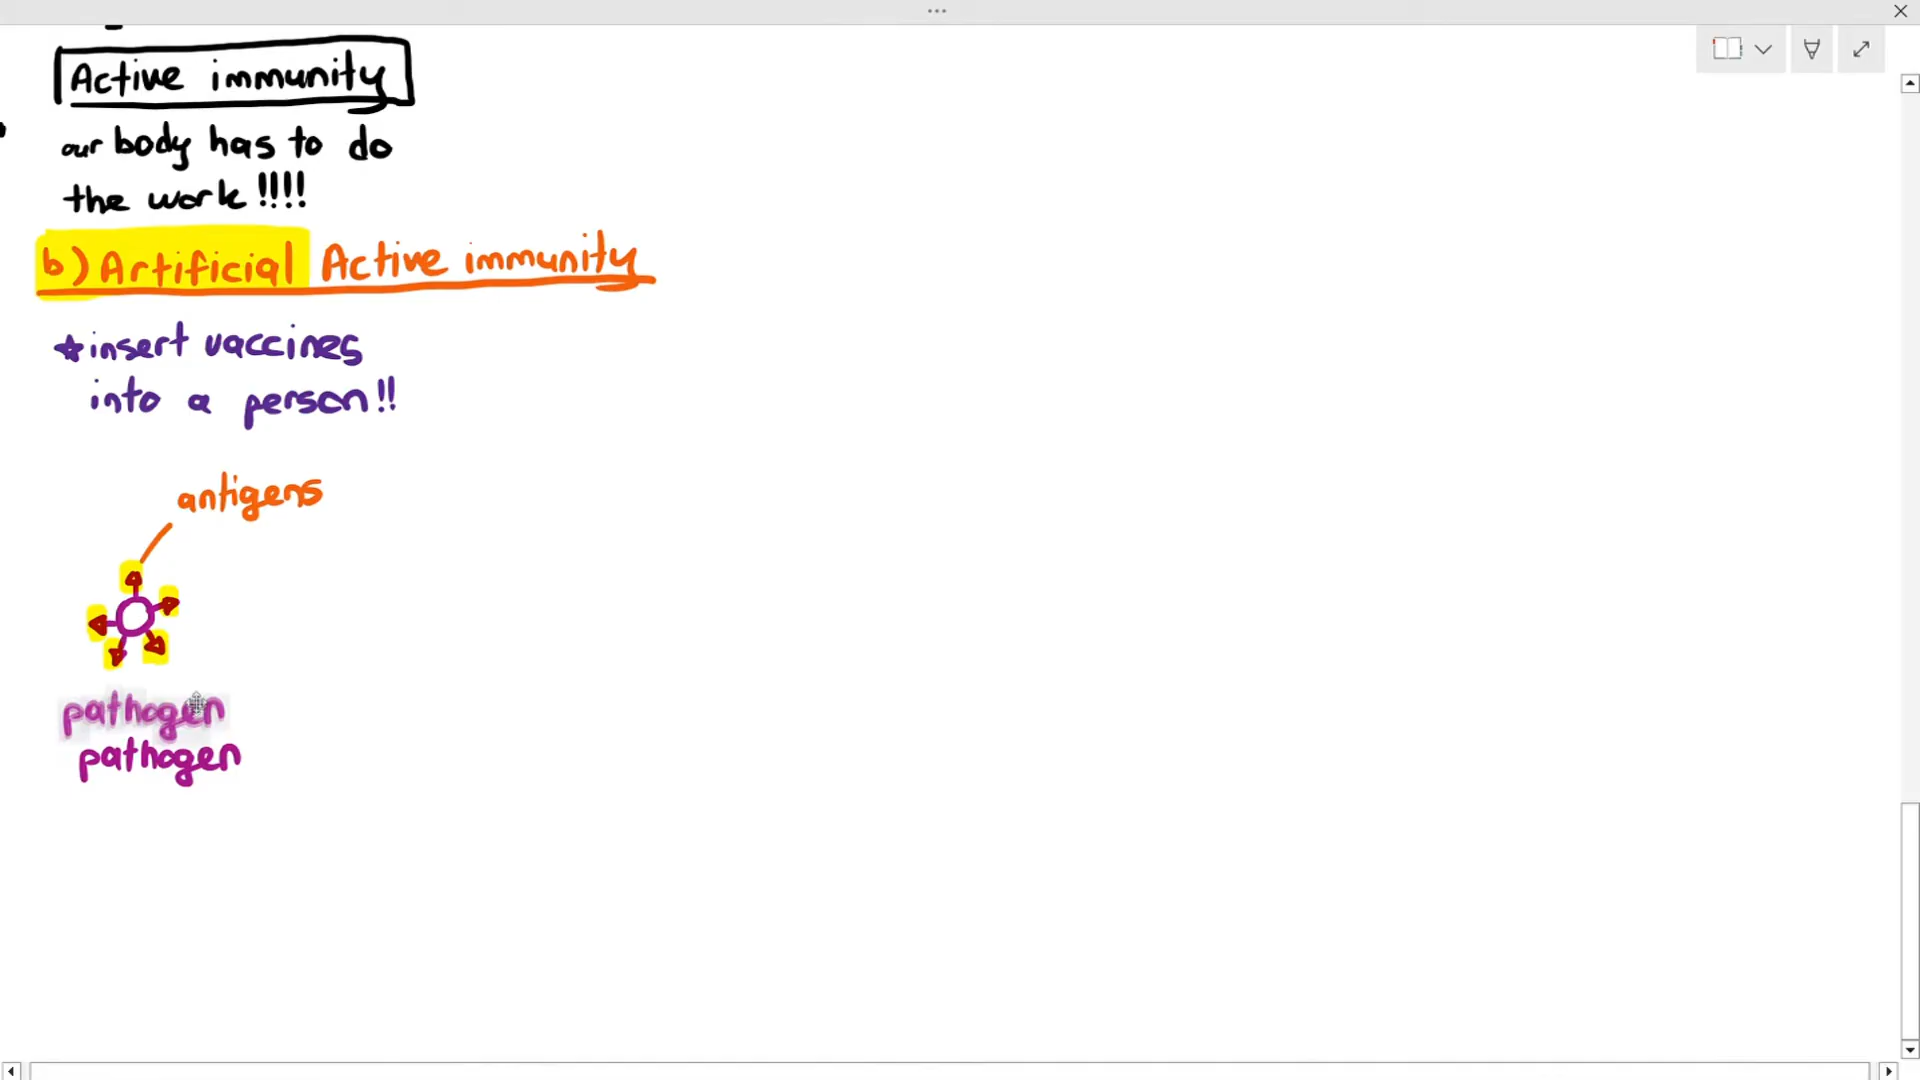 Active immunity
our body has to do
the work!!!!
b) Artificial Active immunity
★insert vaccines
into a person!!
antigens
pathogen
pathogen